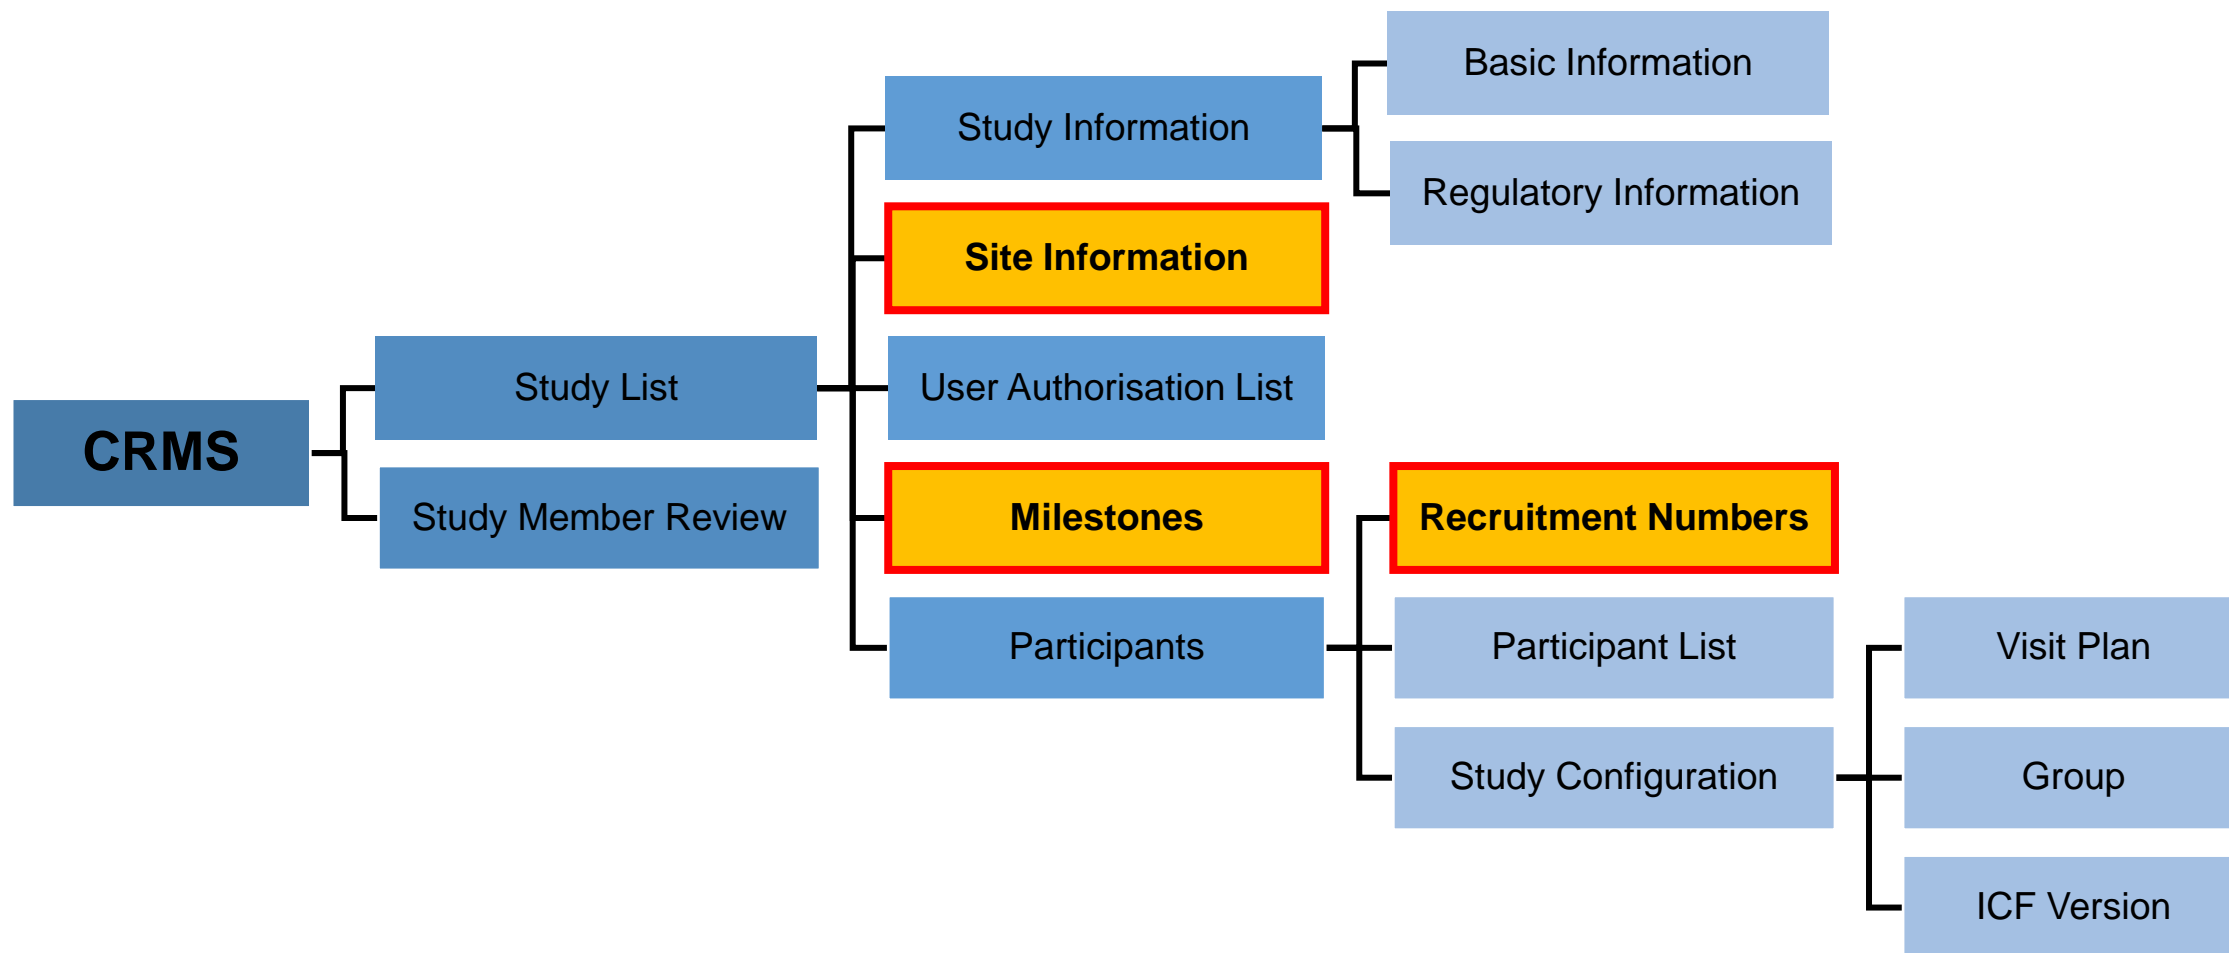 CRMS
Study List
Study Member Review
Study Information
Site Information
User Authorisation List
Milestones
Participants
Basic Information
Regulatory Information
Recruitment Numbers
Participant List
Study Configuration
Visit Plan
Group
ICF Version